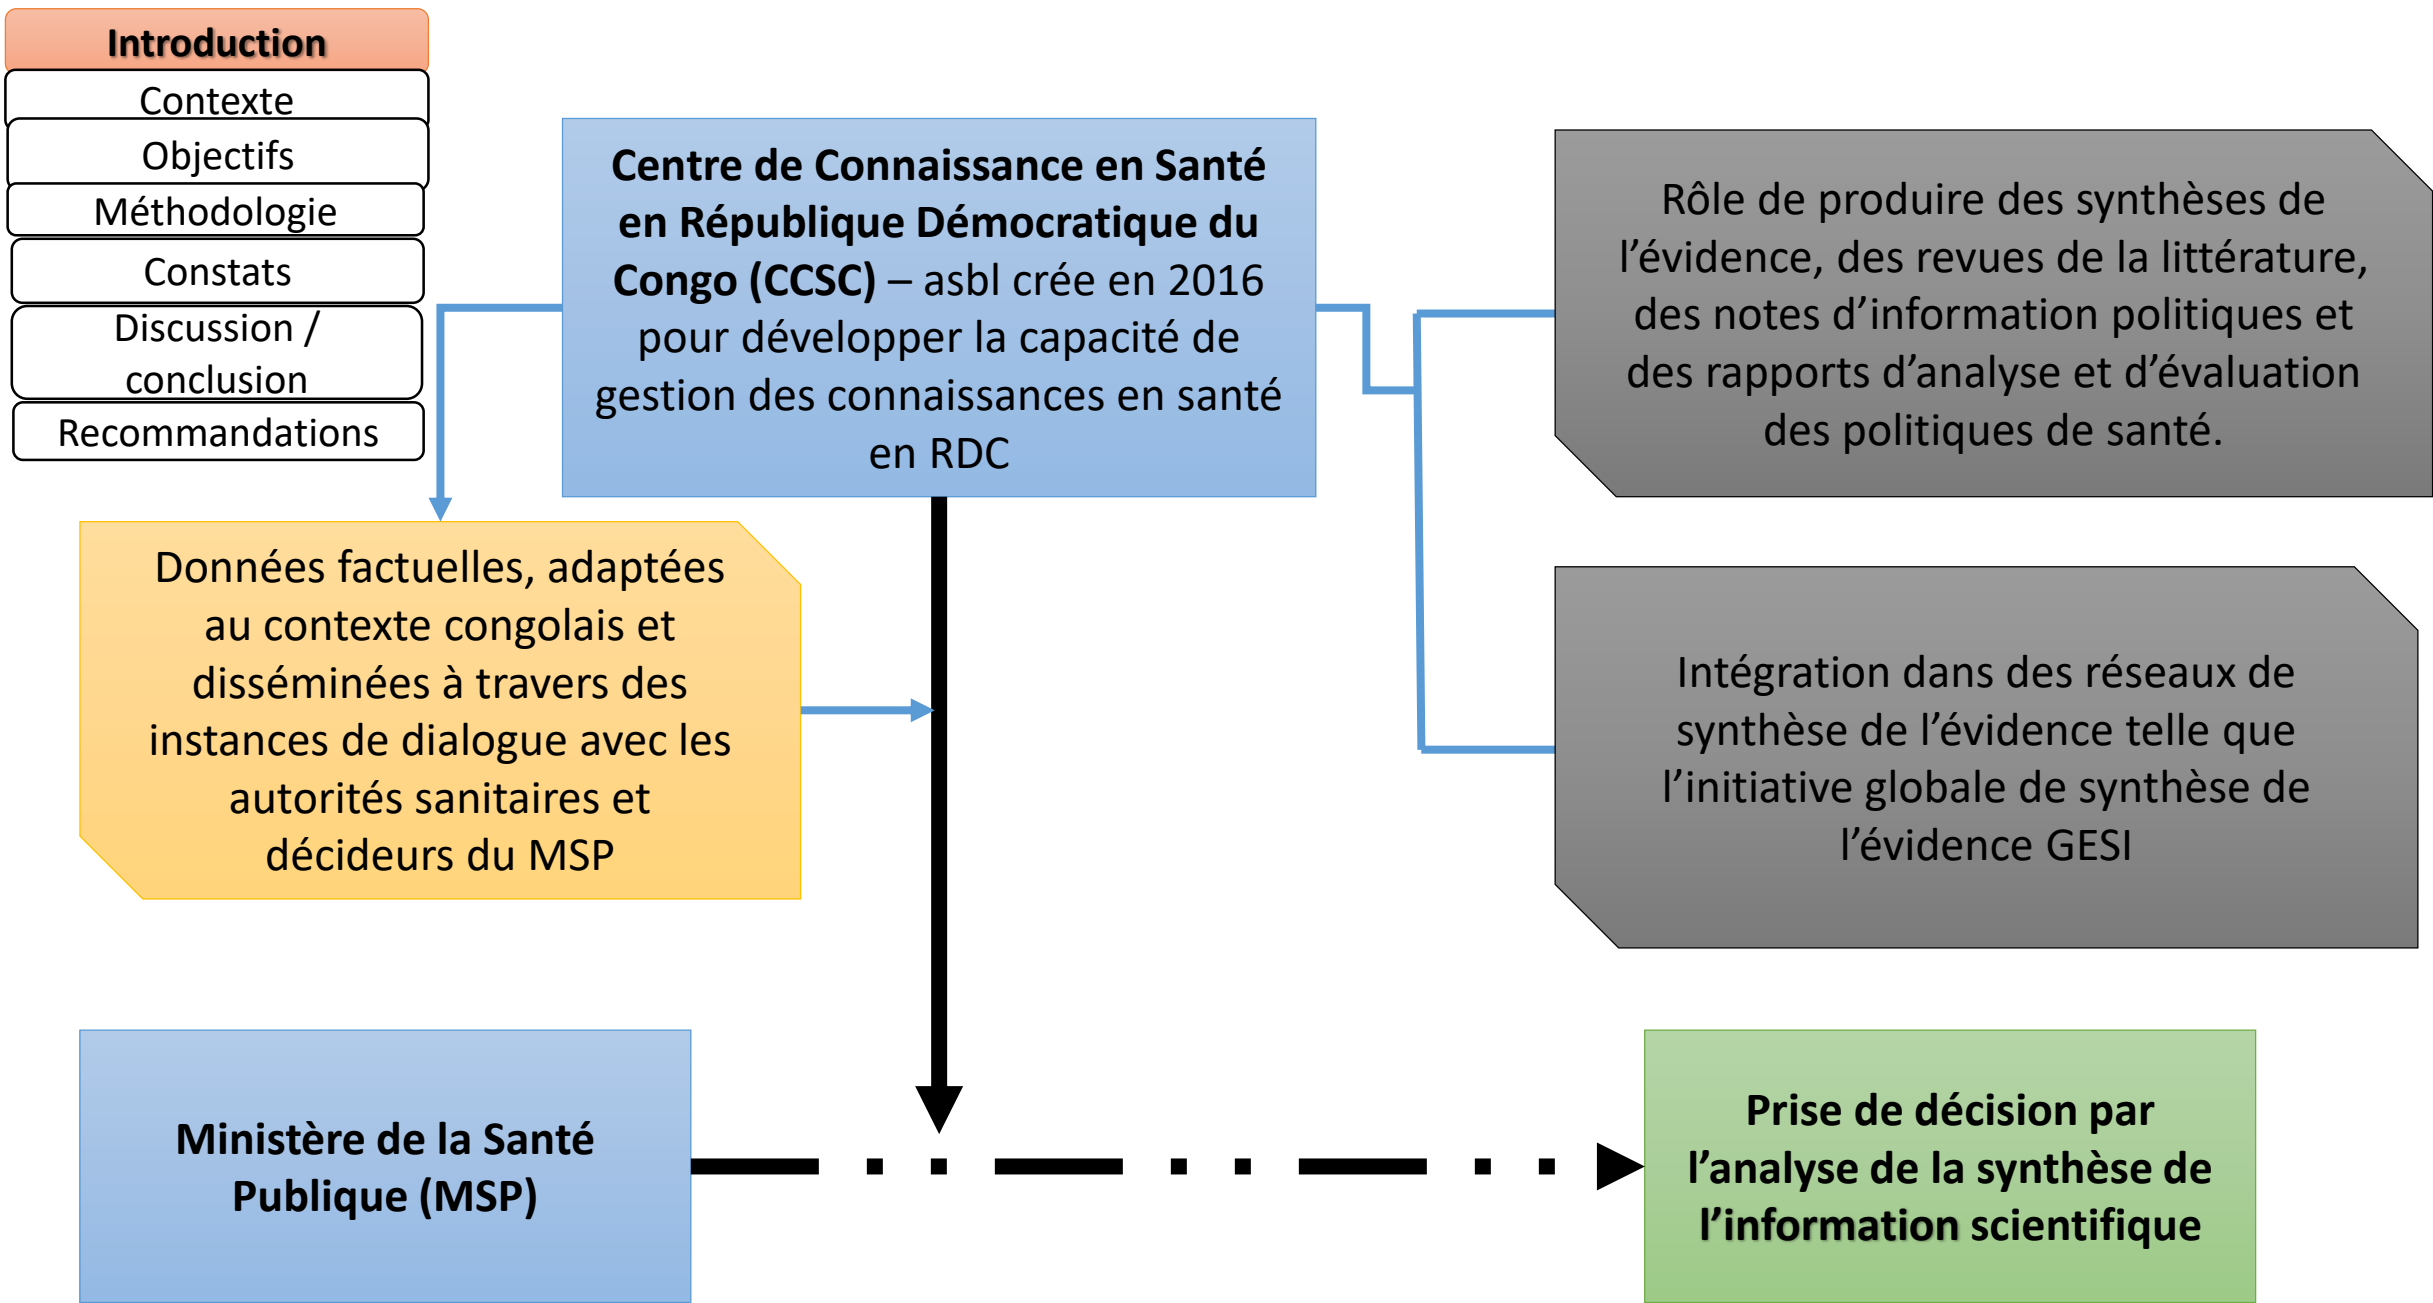 Introduction
Contexte
Objectifs
Méthodologie
Constats
Discussion /
conclusion
Recommandations
Centre de Connaissance en Santé
en République Démocratique du
Congo (CCSC) – asbl crée en 2016
pour développer la capacité de
gestion des connaissances en santé
en RDC
Rôle de produire des synthèses de
l’évidence, des revues de la littérature,
des notes d’information politiques et
des rapports d’analyse et d’évaluation
des politiques de santé.
Données factuelles, adaptées
au contexte congolais et
disséminées à travers des
instances de dialogue avec les
autorités sanitaires et
décideurs du MSP
Intégration dans des réseaux de
synthèse de l’évidence telle que
l’initiative globale de synthèse de
l’évidence GESI
Ministère de la Santé
Publique (MSP)
Prise de décision par
l’analyse de la synthèse de
l’information scientifique